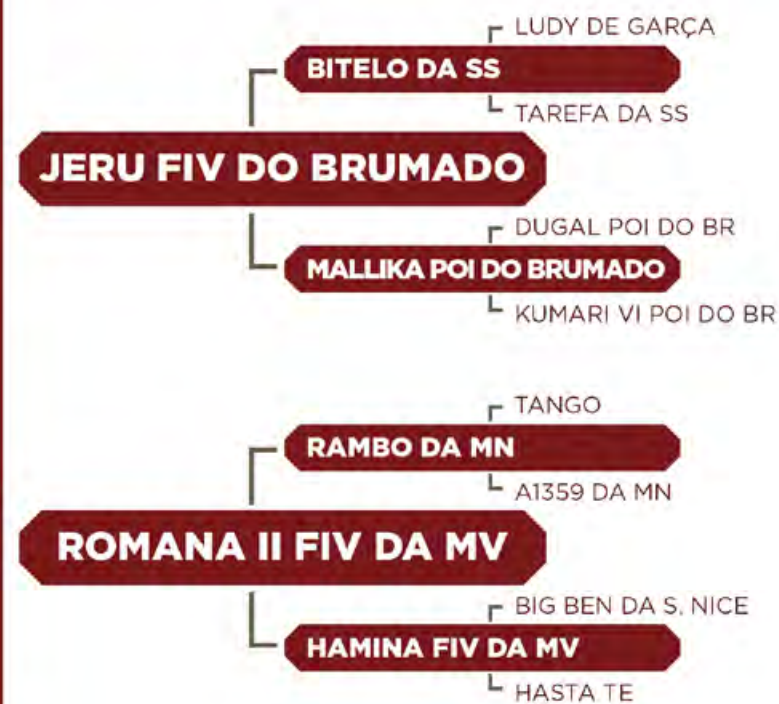 LUDY DE GARÇA
BITELO DA SS
TAREFA DA SS
JERU FIV DO BRUMADO
DUGAL POI DO BR
MALLIKA POI DO BRUMADO
KUMARI VI POI DO BR
TANGO
RAMBO DA MN
A1359 DA MN
ROMANA II FIV DA MV
BIG BEN DA S. NICE
HAMINA FIV DA MV
HASTA TE